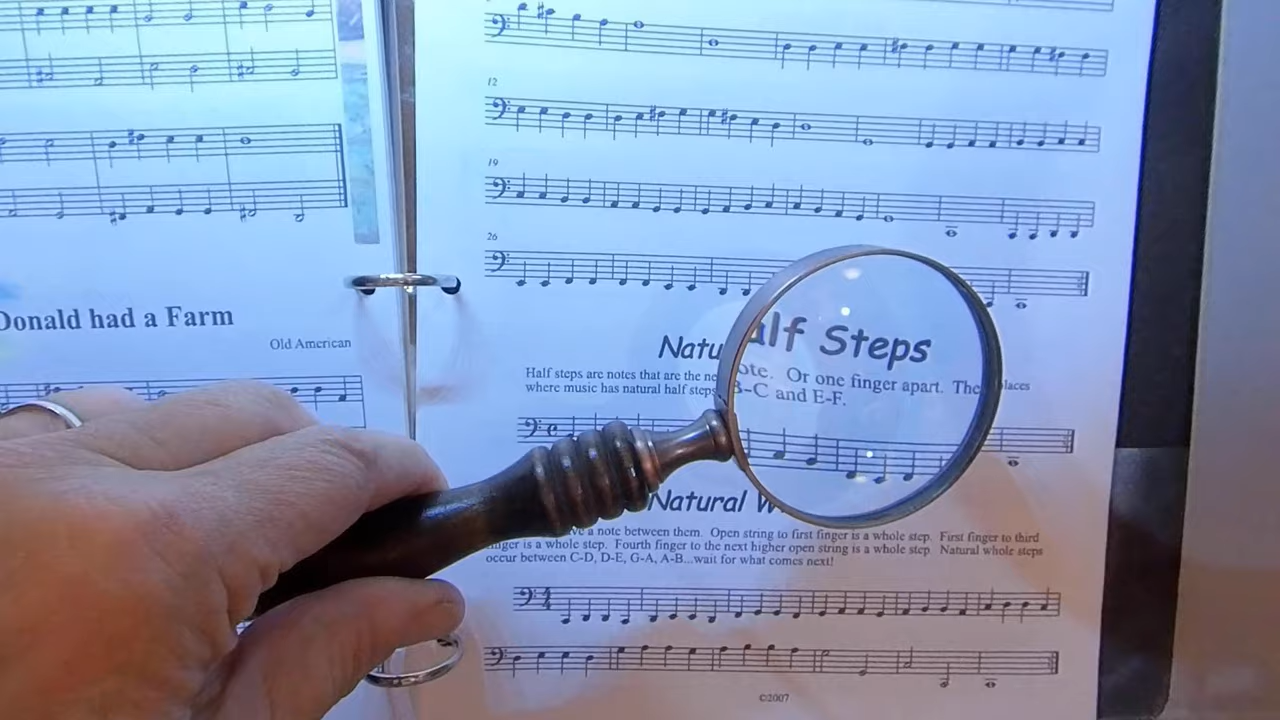 Donald had a Farm
Old American
12
19
26
Natu alf Steps
Half steps are notes that are the ne ote. Or one finger apart. The places
where music has natural half steps B-C and E-F.
Natural W
ve a note between them. Open string to first finger is a whole step. First finger to third
finger is a whole step. Fourth finger to the next higher open string is a whole step Natural whole steps
occur between C-D, D-E, G-A, A-B...wait for what comes next!
©2007